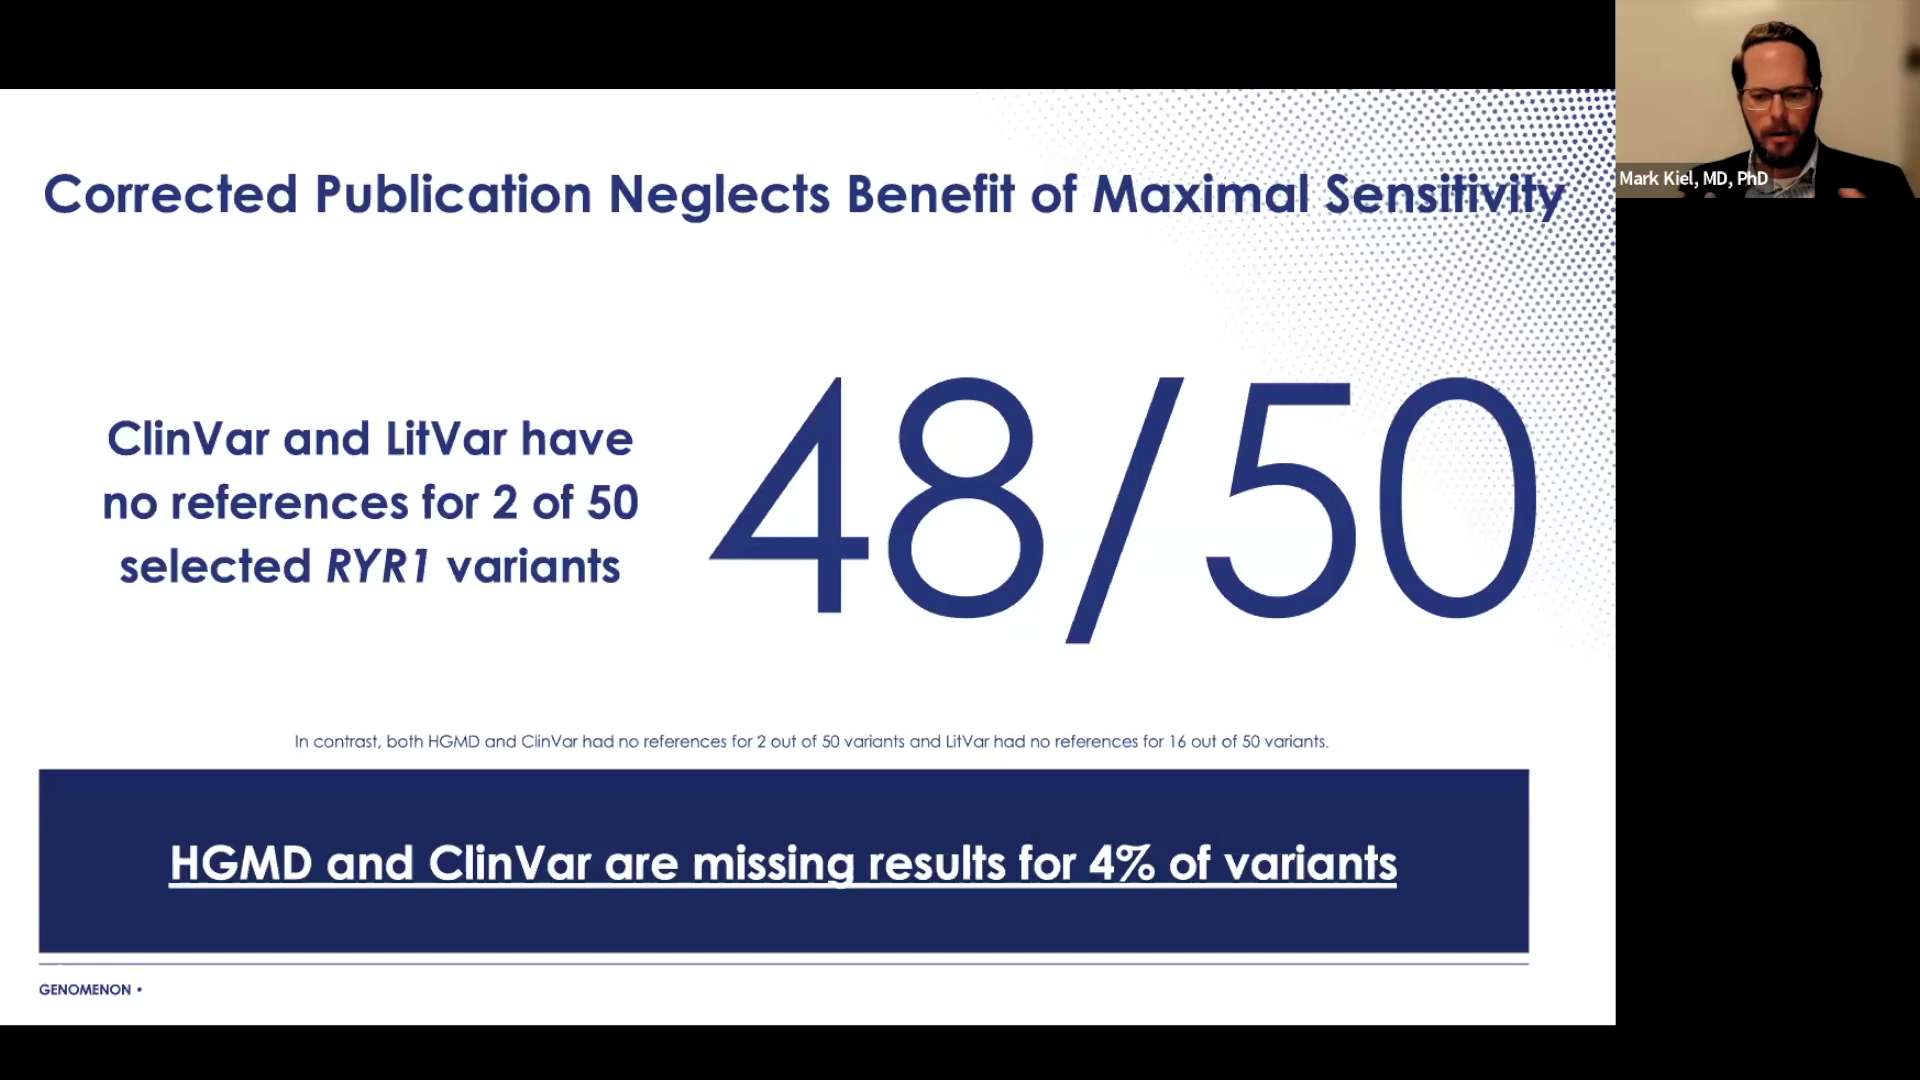 Corrected Publication Neglects Benefit of Maximal Sensitivity
Mark Kiel, MD, PhD
ClinVar and LitVar have
no references for 2 of 50
selected RYR1 variants
48/50
In contrast, both HGMD and ClinVar had no references for 2 out of 50 variants and LitVar had no references for 16 out of 50 variants.
HGMD and ClinVar are missing results for 4% of variants
GENOMENON •